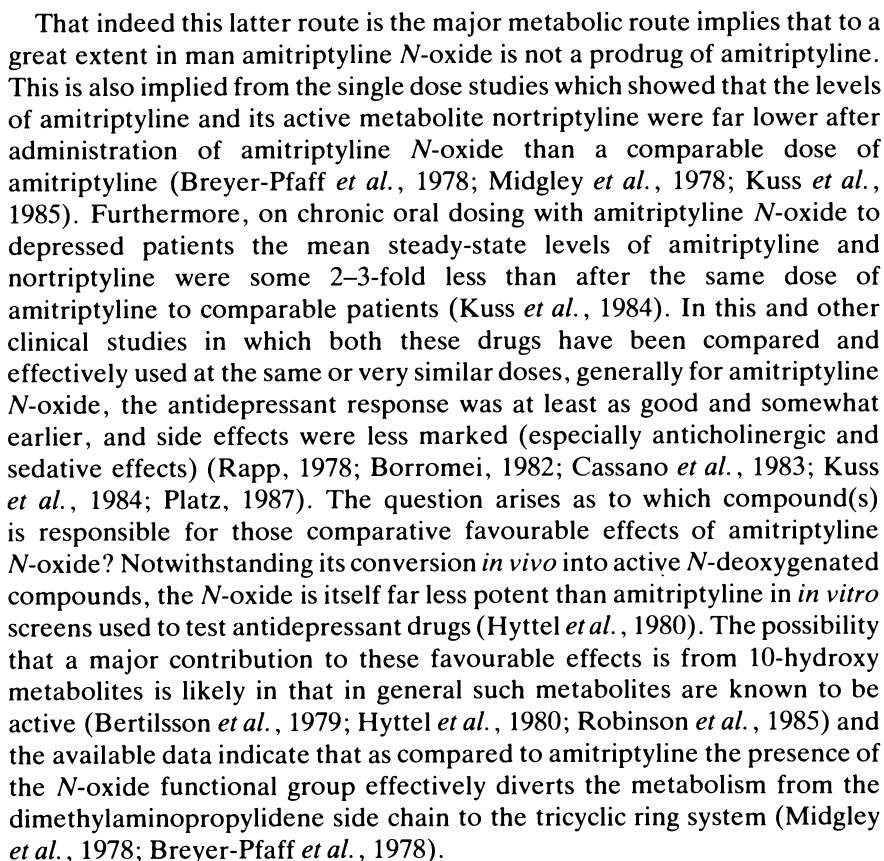 That indeed this latter route is the major metabolic route implies that to a
great extent in man amitriptyline N-oxide is not a prodrug of amitriptyline.
This is also implied from the single dose studies which showed that the levels
of amitriptyline and its active metabolite nortriptyline were far lower after
administration of amitriptyline N-oxide than a comparable dose of
amitriptyline (Breyer-Pfaff et al., 1978; Midgley et al., 1978; Kuss et al.,
1985). Furthermore, on chronic oral dosing with amitriptyline N-oxide to
depressed patients the mean steady-state levels of amitriptyline and
nortriptyline were some 2–3-fold less than after the same dose of
amitriptyline to comparable patients (Kuss et al., 1984). In this and other
clinical studies in which both these drugs have been compared and
effectively used at the same or very similar doses, generally for amitriptyline
N-oxide, the antidepressant response was at least as good and somewhat
earlier, and side effects were less marked (especially anticholinergic and
sedative effects) (Rapp, 1978; Borromei, 1982; Cassano et al., 1983; Kuss
et al., 1984; Platz, 1987). The question arises as to which compound(s)
is responsible for those comparative favourable effects of amitriptyline
N-oxide? Notwithstanding its conversion in vivo into active N-deoxygenated
compounds, the N-oxide is itself far less potent than amitriptyline in in vitro
screens used to test antidepressant drugs (Hyttel et al., 1980). The possibility
that a major contribution to these favourable effects is from 10-hydroxy
metabolites is likely in that in general such metabolites are known to be
active (Bertilsson et al., 1979; Hyttel et al., 1980; Robinson et al., 1985) and
the available data indicate that as compared to amitriptyline the presence of
the N-oxide functional group effectively diverts the metabolism from the
dimethylaminopropylidene side chain to the tricyclic ring system (Midgley
et al., 1978; Breyer-Pfaff et al., 1978).